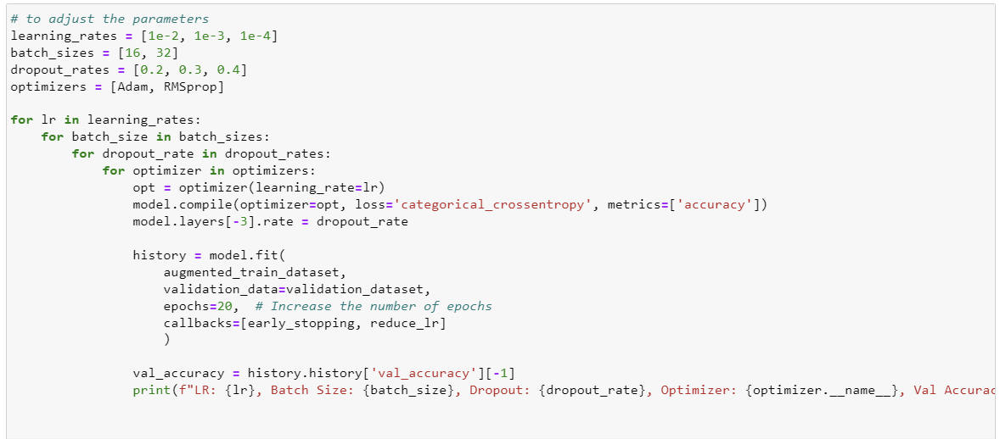 # to adjust the parameters
learning_rates = [1e-2, 1e-3, 1e-4]
batch_sizes = [16, 32]
dropout_rates = [0.2, 0.3, 0.4]
optimizers = [Adam, RMSprop]

for lr in learning_rates:
    for batch_size in batch_sizes:
        for dropout_rate in dropout_rates:
            for optimizer in optimizers:
                opt = optimizer(learning_rate=lr)
                model.compile(optimizer=opt, loss='categorical_crossentropy', metrics=['accuracy'])
                model.layers[-3].rate = dropout_rate

                history = model.fit(
                    augmented_train_dataset,
                    validation_data=validation_dataset,
                    epochs=20,  # Increase the number of epochs
                    callbacks=[early_stopping, reduce_lr]
                    )

                val_accuracy = history.history['val_accuracy'][-1]
                print(f"LR: {lr}, Batch Size: {batch_size}, Dropout: {dropout_rate}, Optimizer: {optimizer.__name__}, Val Accurac